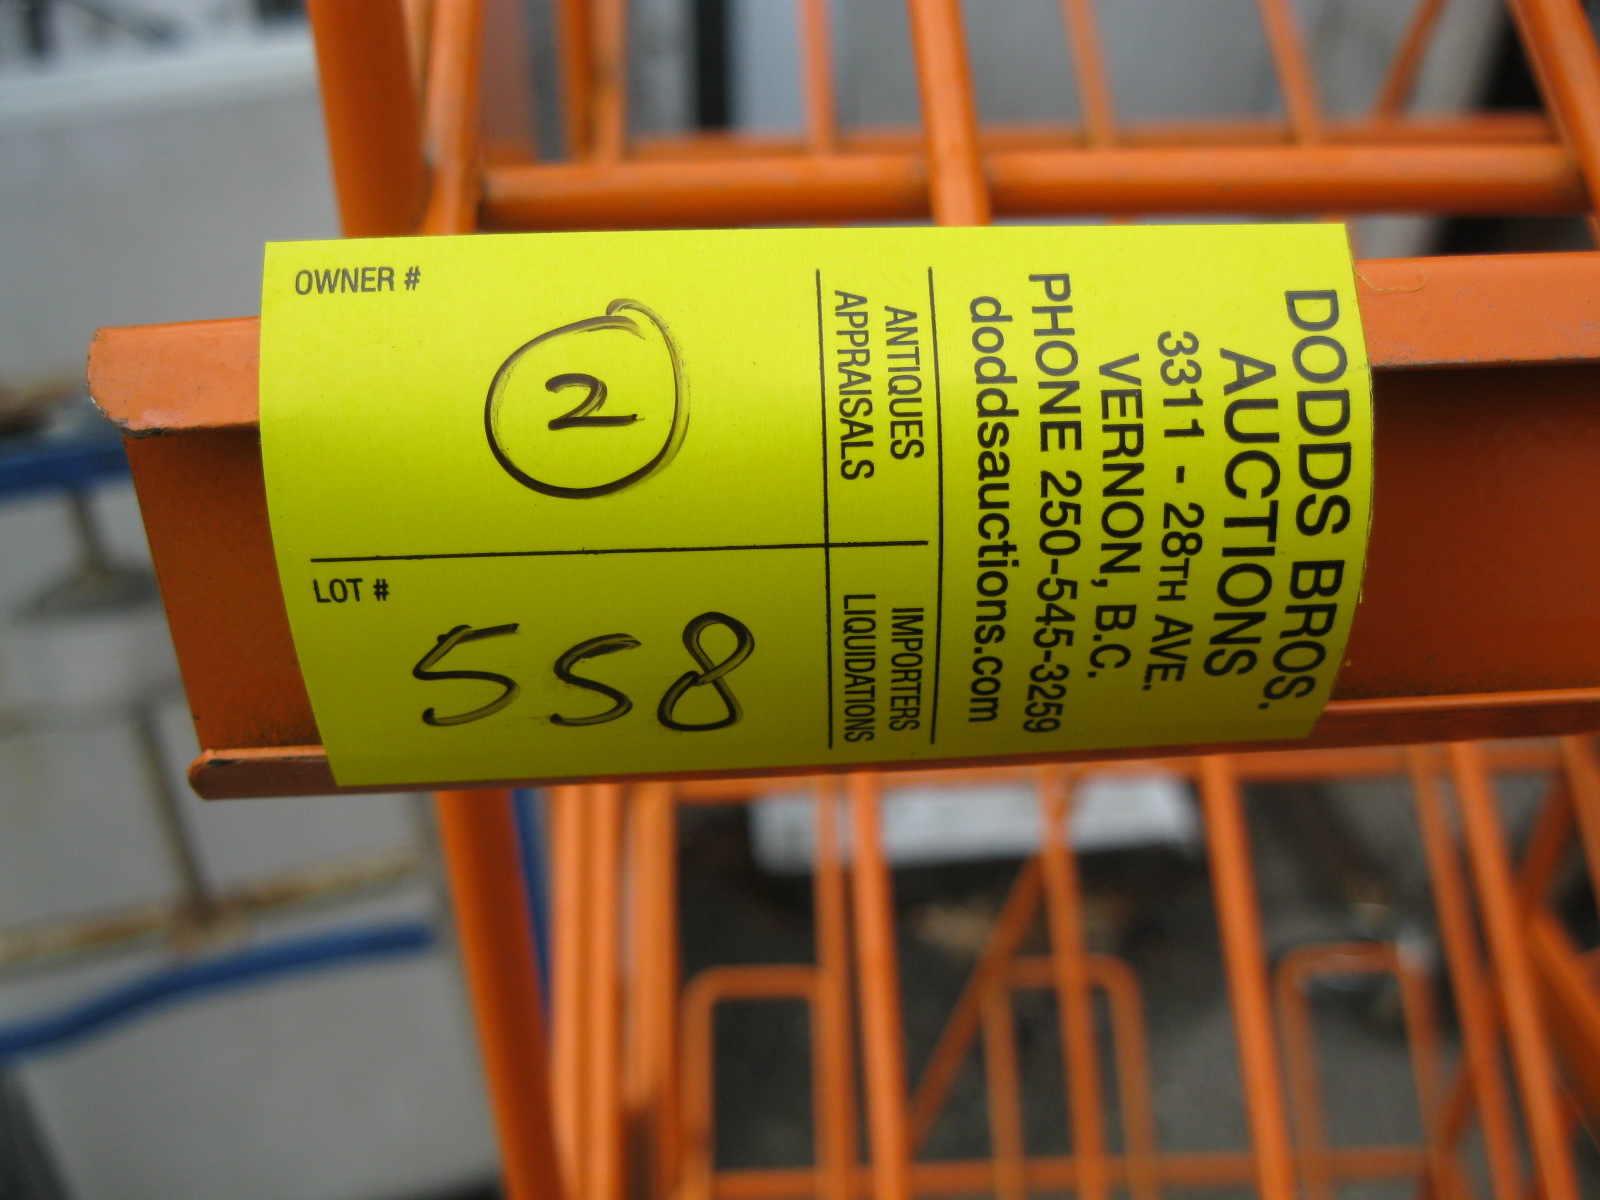 DODDS BROS.
AUCTIONS
3311 - 28TH AVE.
VERNON, B.C.
PHONE 250-545-3259
doddsauctions.com
ANTIQUES
APPRAISALS
IMPORTERS
LIQUIDATIONS
OWNER #
2
LOT #
558